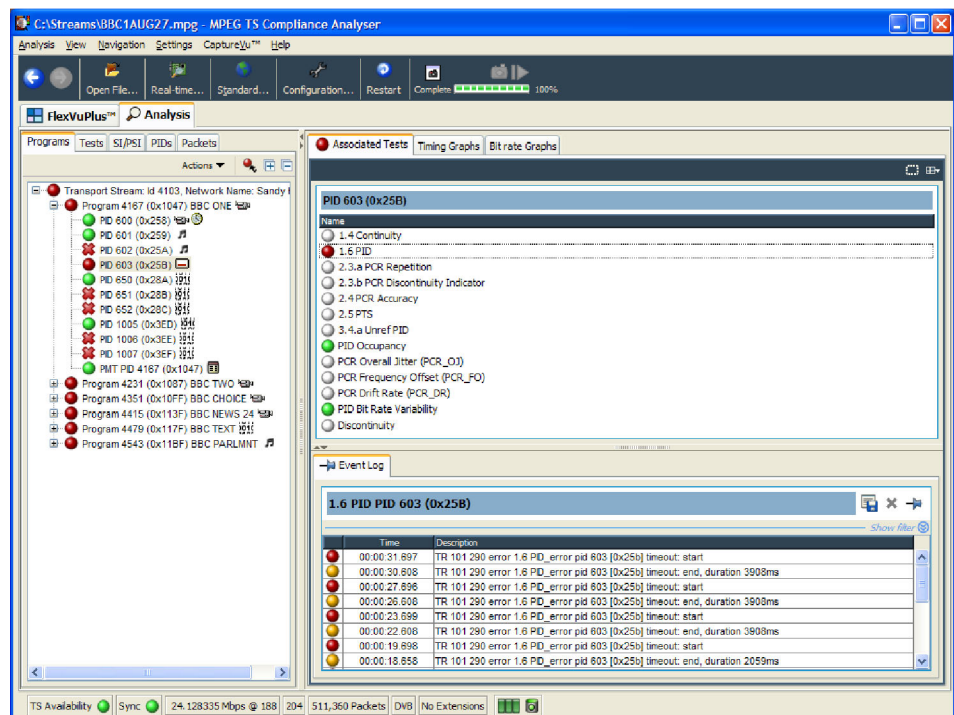 C:\Streams\BBC1AUG27.mpg - MPEG TS Compliance Analyser
Analysis View Navigation Settings CaptureVu™ Help
Open File... Real-time... Standard... Configuration... Restart Complete 100%
FlexVuPlus™ Analysis
Programs Tests SI/PSI PIDs Packets
Actions
Transport Stream: Id 4103, Network Name: Sandy H
Program 4167 (0x1047) BBC ONE
PID 600 (0x258)
PID 601 (0x259)
PID 602 (0x25A)
PID 603 (0x25B)
PID 650 (0x28A)
PID 651 (0x28B)
PID 652 (0x28C)
PID 1005 (0x3ED)
PID 1006 (0x3EE)
PID 1007 (0x3EF)
PMT PID 4167 (0x1047)
Program 4231 (0x1087) BBC TWO
Program 4351 (0x10FF) BBC CHOICE
Program 4415 (0x113F) BBC NEWS 24
Program 4479 (0x117F) BBC TEXT
Program 4543 (0x11BF) BBC PARLMNT
Associated Tests Timing Graphs Bit rate Graphs
PID 603 (0x25B)
Name
1.4 Continuity
1.6 PID
2.3.a PCR Repetition
2.3.b PCR Discontinuity Indicator
2.4 PCR Accuracy
2.5 PTS
3.4.a Unref PID
PID Occupancy
PCR Overall Jitter (PCR_OJ)
PCR Frequency Offset (PCR_FO)
PCR Drift Rate (PCR_DR)
PID Bit Rate Variability
Discontinuity
Event Log
1.6 PID PID 603 (0x25B)
Show filter
Time Description
00:00:31.697 TR 101 290 error 1.6 PID_error pid 603 [0x25b] timeout: start
00:00:30.608 TR 101 290 error 1.6 PID_error pid 603 [0x25b] timeout: end, duration 3908ms
00:00:27.696 TR 101 290 error 1.6 PID_error pid 603 [0x25b] timeout: start
00:00:26.608 TR 101 290 error 1.6 PID_error pid 603 [0x25b] timeout: end, duration 3908ms
00:00:23.699 TR 101 290 error 1.6 PID_error pid 603 [0x25b] timeout: start
00:00:22.608 TR 101 290 error 1.6 PID_error pid 603 [0x25b] timeout: end, duration 3908ms
00:00:19.698 TR 101 290 error 1.6 PID_error pid 603 [0x25b] timeout: start
00:00:18.658 TR 101 290 error 1.6 PID_error pid 603 [0x25b] timeout: end, duration 2059ms
TS Availability Sync 24.128335 Mbps @ 188 204 511,360 Packets DVB No Extensions